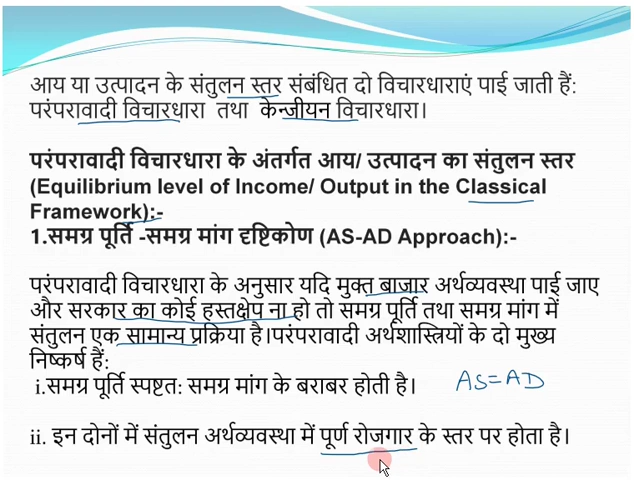 आय या उत्पादन के संतुलन स्तर संबंधित दो विचारधाराएं पाई जाती हैं:
परंपरावादी विचारधारा तथा केन्जीयन विचारधारा।
परंपरावादी विचारधारा के अंतर्गत आय/ उत्पादन का संतुलन स्तर
(Equilibrium level of Income/ Output in the Classical
Framework):-
1.समग्र पूर्ति -समग्र मांग दृष्टिकोण (AS-AD Approach):-
परंपरावादी विचारधारा के अनुसार यदि मुक्त बाजार अर्थव्यवस्था पाई जाए
और सरकार का कोई हस्तक्षेप ना हो तो समग्र पूर्ति तथा समग्र मांग में
संतुलन एक सामान्य प्रक्रिया है।परंपरावादी अर्थशास्त्रियों के दो मुख्य
निष्कर्ष हैं:
i.समग्र पूर्ति स्पष्टत: समग्र मांग के बराबर होती है। AS=AD
ii. इन दोनों में संतुलन अर्थव्यवस्था में पूर्ण रोजगार के स्तर पर होता है।